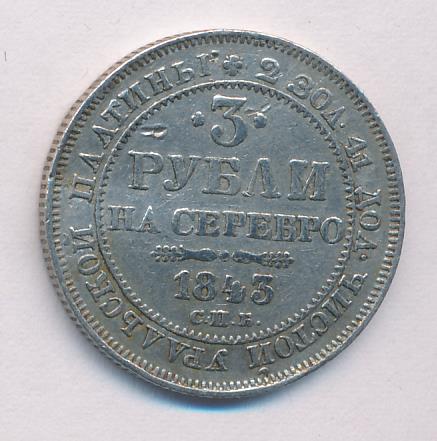 · 3 ·
РУБЛИ
НА СЕРЕБРО
1843
С.П.Б.
* 2 ЗОЛ. 41 ДОЛ. ЧИСТОЙ УРАЛЬСКОЙ ПЛАТИНЫ